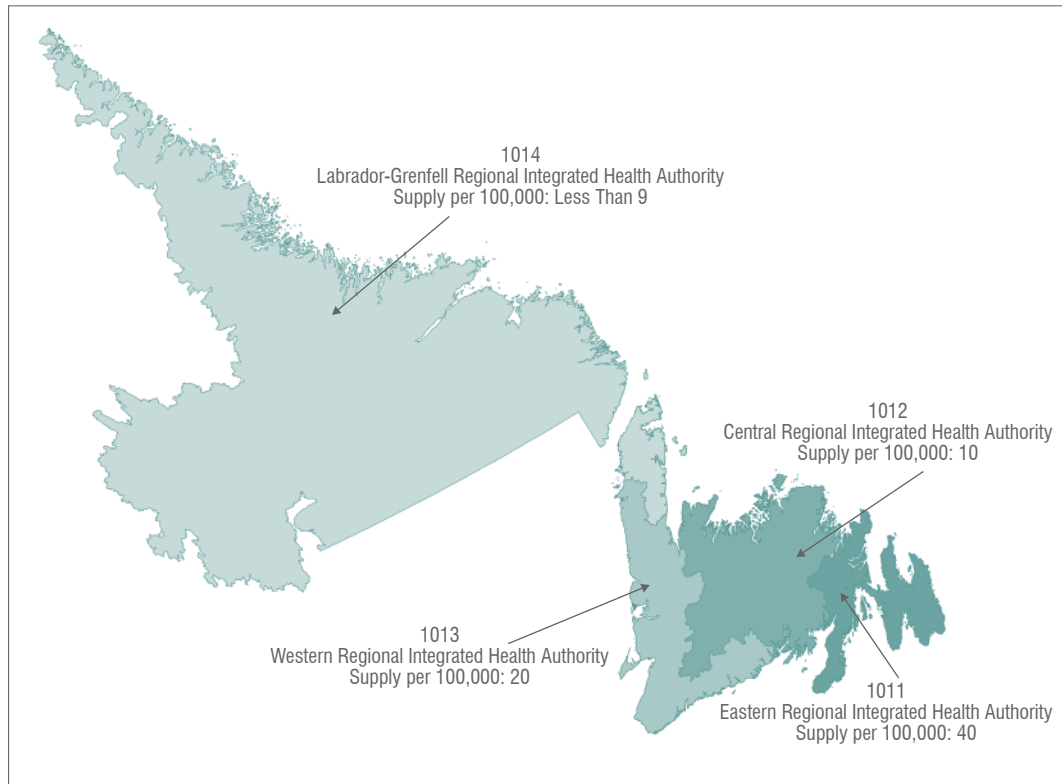 1014
Labrador-Grenfell Regional Integrated Health Authority
Supply per 100,000: Less Than 9
1012
Central Regional Integrated Health Authority
Supply per 100,000: 10
1013
Western Regional Integrated Health Authority
Supply per 100,000: 20
1011
Eastern Regional Integrated Health Authority
Supply per 100,000: 40